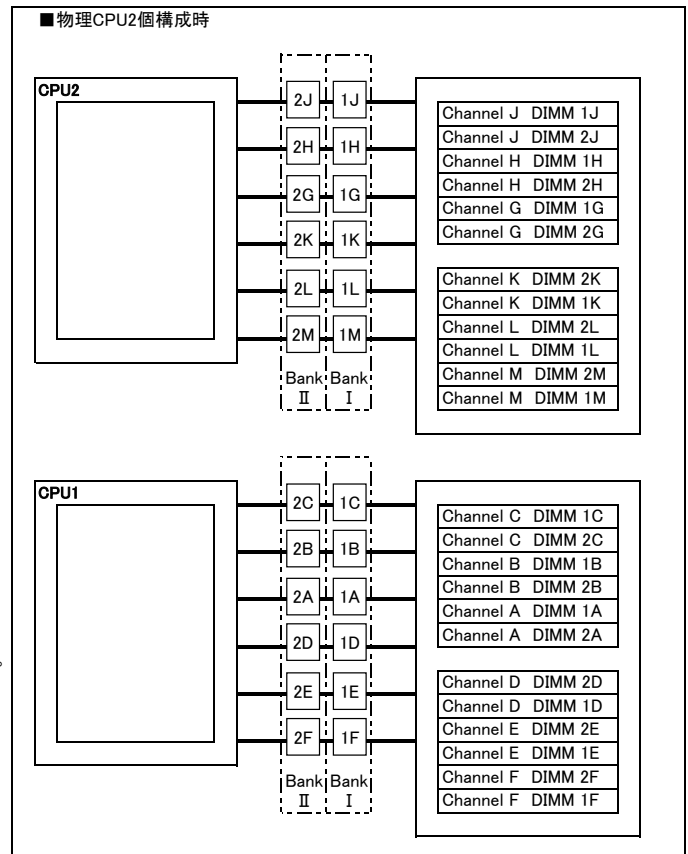 ■物理CPU2個構成時
CPU2
2J 1J
2H 1H
2G 1G
2K 1K
2L 1L
2M 1M
Bank Bank
Ⅱ Ⅰ
Channel J DIMM 1J
Channel J DIMM 2J
Channel H DIMM 1H
Channel H DIMM 2H
Channel G DIMM 1G
Channel G DIMM 2G
Channel K DIMM 2K
Channel K DIMM 1K
Channel L DIMM 2L
Channel L DIMM 1L
Channel M DIMM 2M
Channel M DIMM 1M
CPU1
2C 1C
2B 1B
2A 1A
2D 1D
2E 1E
2F 1F
Bank Bank
Ⅱ Ⅰ
Channel C DIMM 1C
Channel C DIMM 2C
Channel B DIMM 1B
Channel B DIMM 2B
Channel A DIMM 1A
Channel A DIMM 2A
Channel D DIMM 2D
Channel D DIMM 1D
Channel E DIMM 2E
Channel E DIMM 1E
Channel F DIMM 2F
Channel F DIMM 1F
。